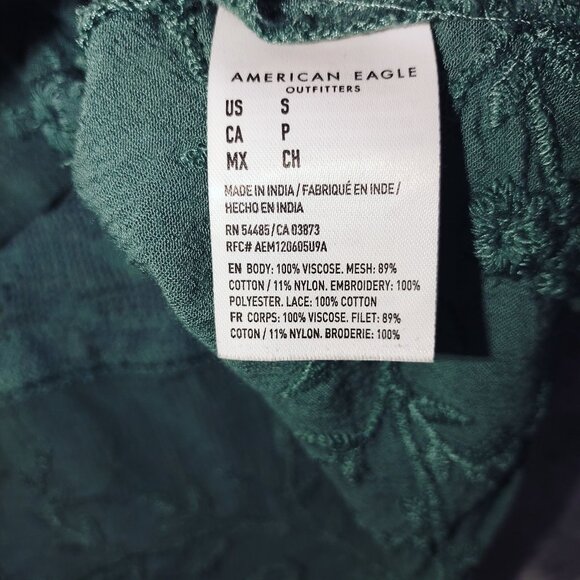 AMERICAN EAGLE
OUTFITTERS
US S
CA P
MX CH
MADE IN INDIA / FABRIQUÉ EN INDE /
HECHO EN INDIA
RN 54485 / CA 03873
RFC# AEM120605U9A
EN BODY: 100% VISCOSE. MESH: 89%
COTTON / 11% NYLON. EMBROIDERY: 100%
POLYESTER. LACE: 100% COTTON
FR CORPS: 100% VISCOSE. FILET: 89%
COTON / 11% NYLON. BRODERIE: 100%